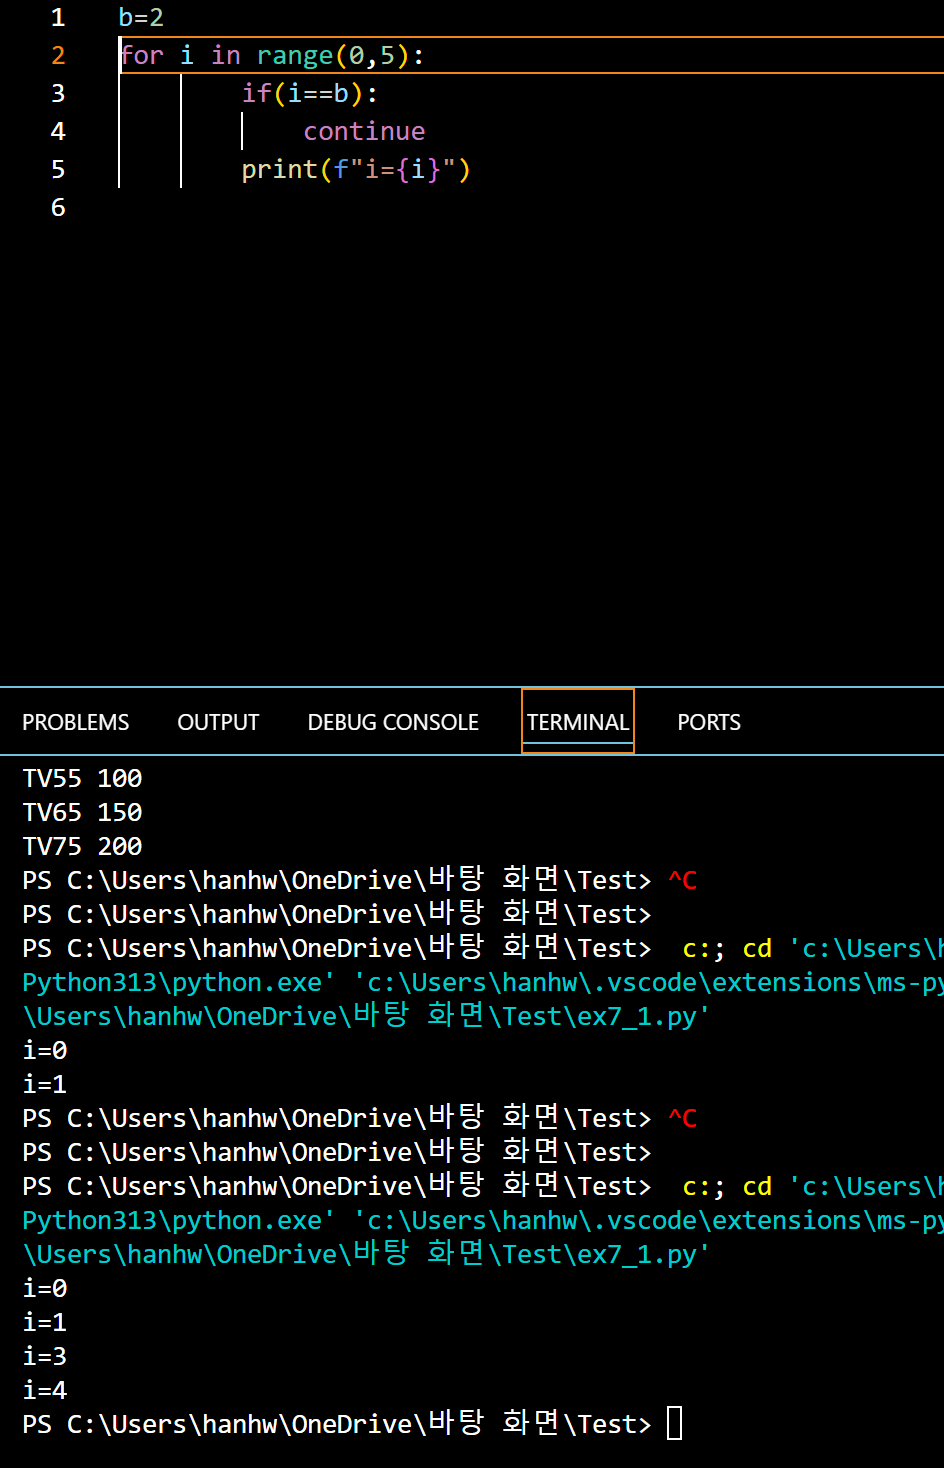 1 b=2
2 for i in range(0,5):
3 if(i==b):
4 continue
5 print(f"i={i}")
6
PROBLEMS OUTPUT DEBUG CONSOLE TERMINAL PORTS
TV55 100
TV65 150
TV75 200
PS C:\Users\hanhw\OneDrive\바탕 화면\Test> ^C
PS C:\Users\hanhw\OneDrive\바탕 화면\Test>
PS C:\Users\hanhw\OneDrive\바탕 화면\Test>  c:; cd 'c:\Users\h
Python313\python.exe' 'c:\Users\hanhw\.vscode\extensions\ms-py
\Users\hanhw\OneDrive\바탕 화면\Test\ex7_1.py'
i=0
i=1
PS C:\Users\hanhw\OneDrive\바탕 화면\Test> ^C
PS C:\Users\hanhw\OneDrive\바탕 화면\Test>
PS C:\Users\hanhw\OneDrive\바탕 화면\Test>  c:; cd 'c:\Users\h
Python313\python.exe' 'c:\Users\hanhw\.vscode\extensions\ms-py
\Users\hanhw\OneDrive\바탕 화면\Test\ex7_1.py'
i=0
i=1
i=3
i=4
PS C:\Users\hanhw\OneDrive\바탕 화면\Test>